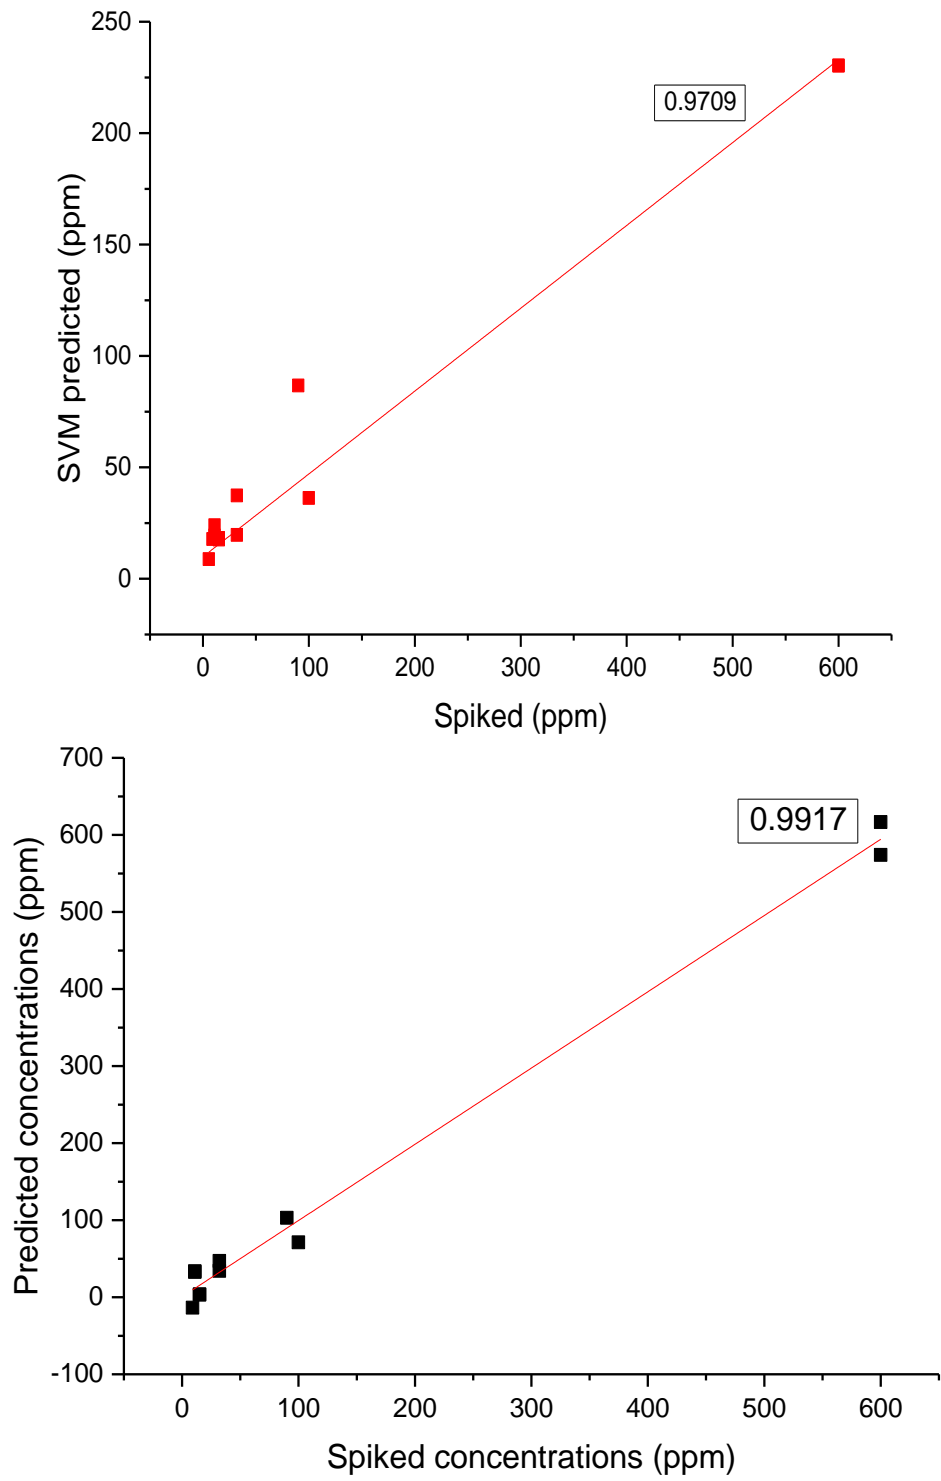 250
200
150
100
50
0
SVM predicted (ppm)
0.9709
0 100 200 300 400 500 600
Spiked (ppm)
700
600
500
400
300
200
100
0
-100
Predicted concentrations (ppm)
0.9917
0 100 200 300 400 500 600
Spiked concentrations (ppm)